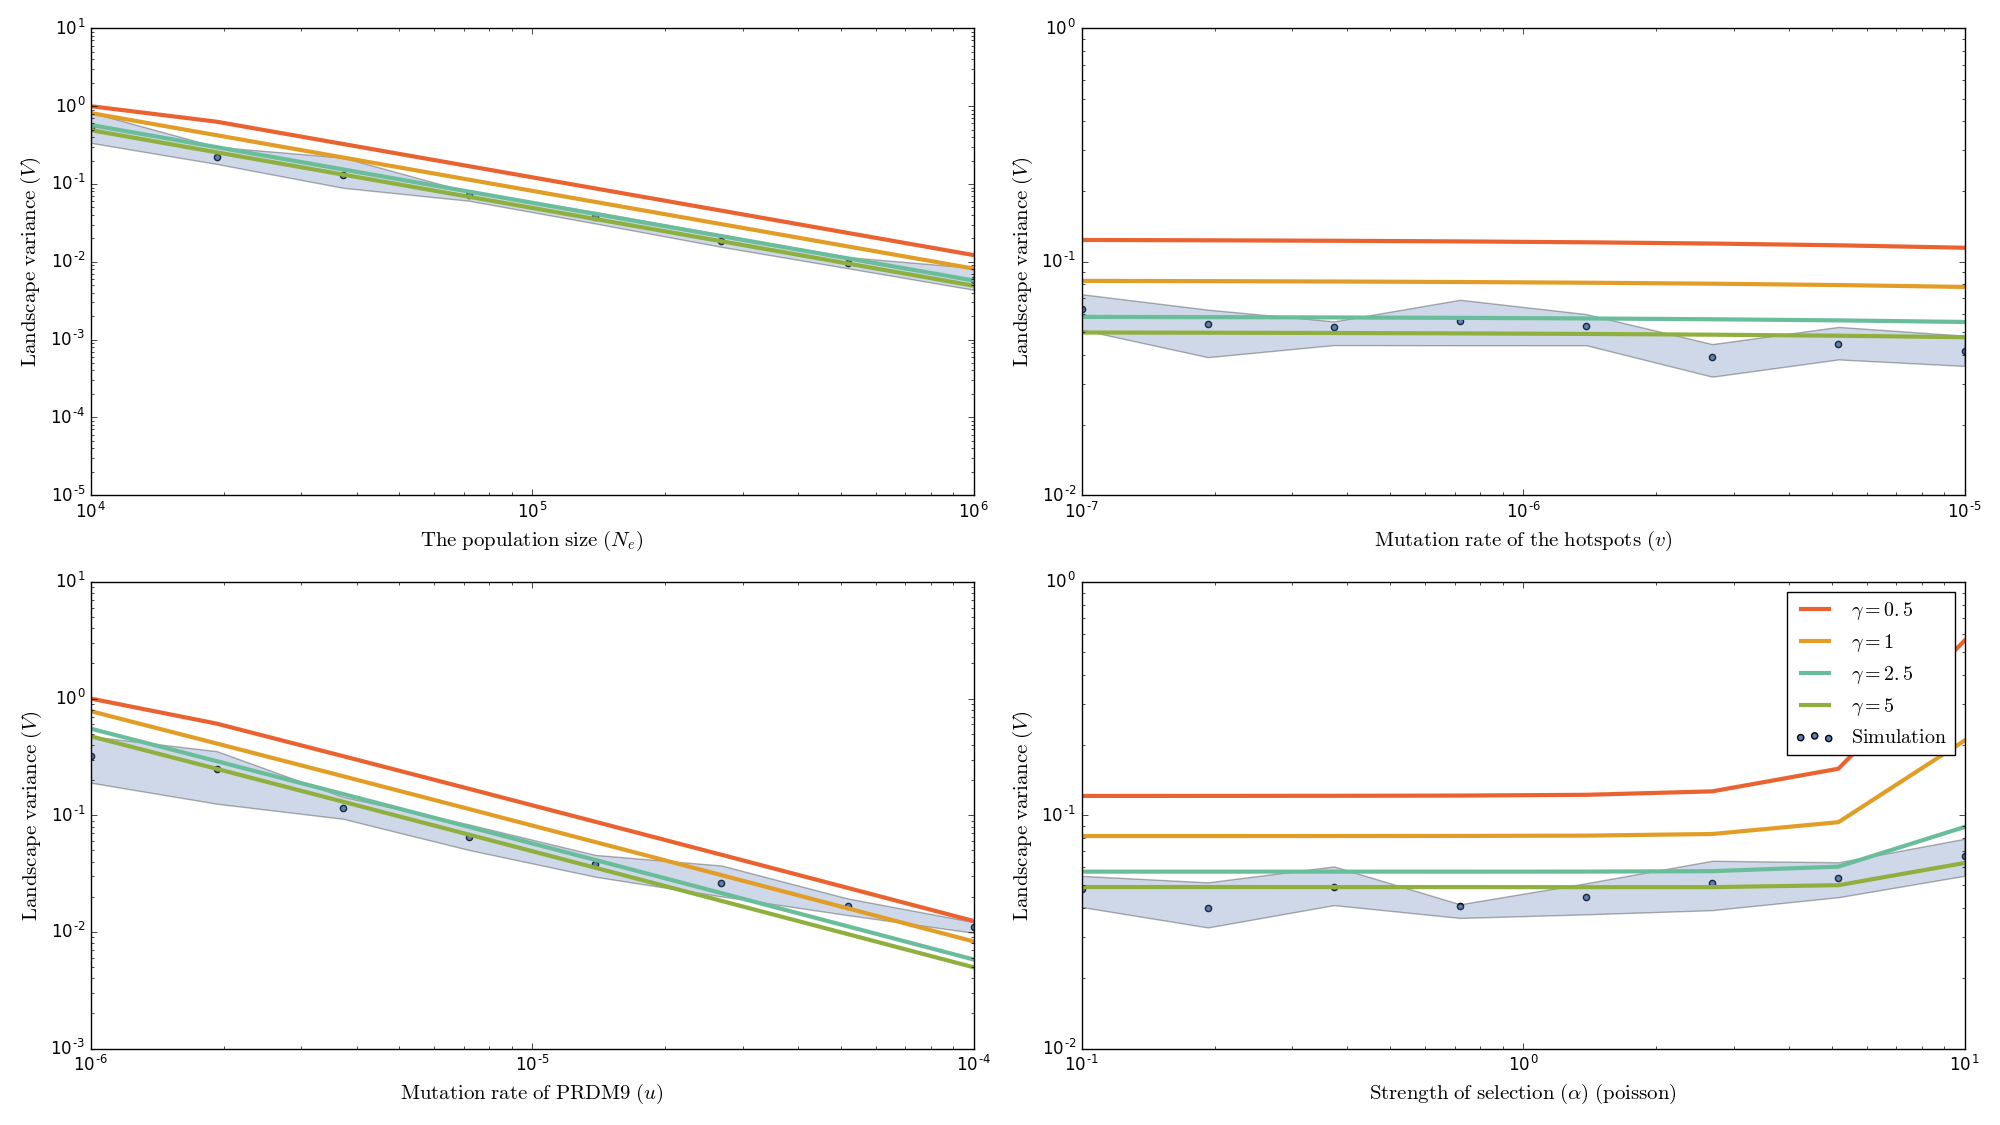 10^1
10^0
10^-1
10^-2
10^-3
10^-4
10^-5
10^4
10^5
10^6
Landscape variance (V)
The population size (N_e)
10^0
10^-1
10^-2
10^-7
10^-6
10^-5
Landscape variance (V)
Mutation rate of the hotspots (v)
10^1
10^0
10^-1
10^-2
10^-3
10^-6
10^-5
10^-4
Landscape variance (V)
Mutation rate of PRDM9 (u)
10^0
10^-1
10^-2
10^-1
10^0
10^1
Landscape variance (V)
Strength of selection (α) (poisson)
γ = 0.5
γ = 1
γ = 2.5
γ = 5
Simulation